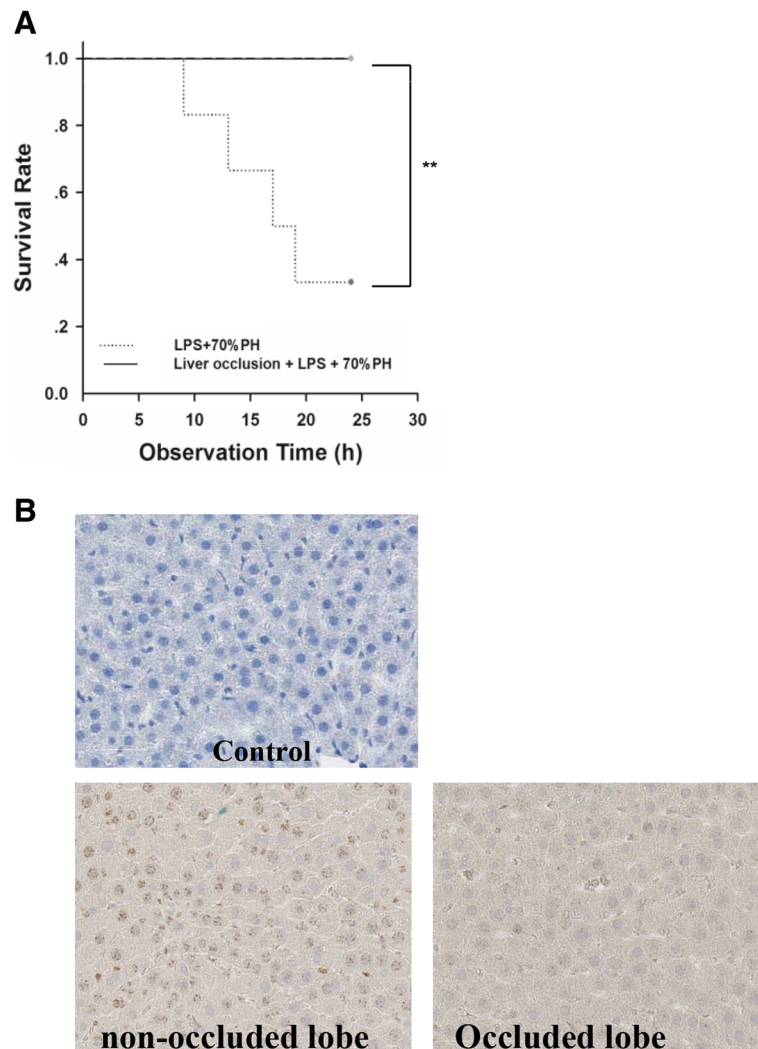 A
1.0
.8
.6
.4
.2
0.0
Survival Rate
**
LPS+70%PH
Liver occlusion + LPS + 70%PH
0 5 10 15 20 25 30
Observation Time (h)
B
Control
non-occluded lobe
Occluded lobe